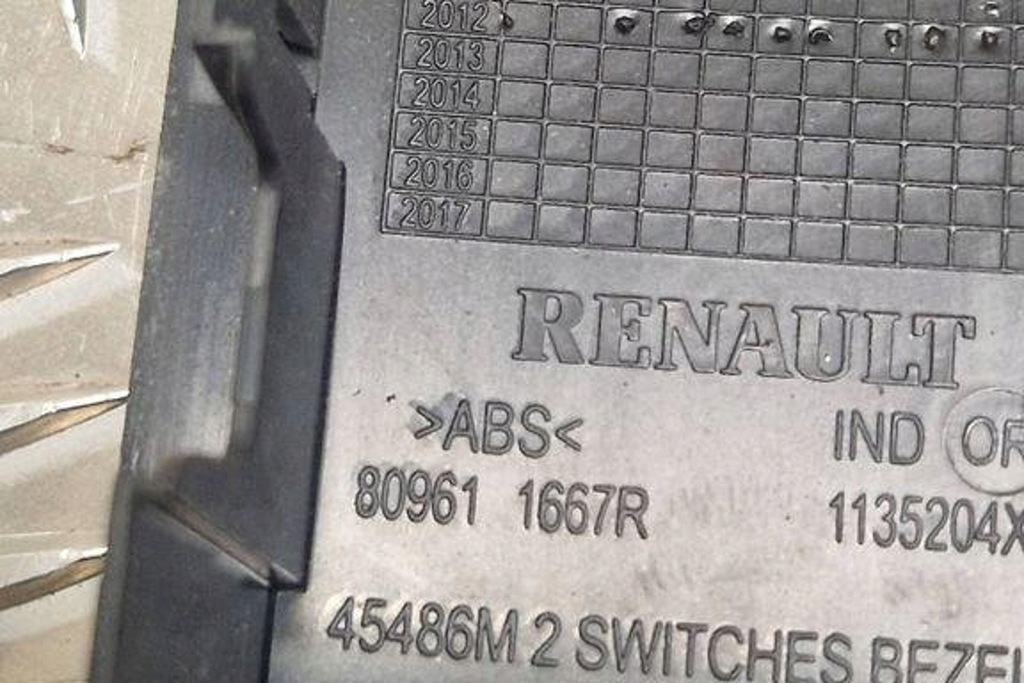 2012
2013
2014
2015
2016
2017
RENAULT
>ABS< IND
80961 1667R 1135204X
45486M 2 SWITCHES